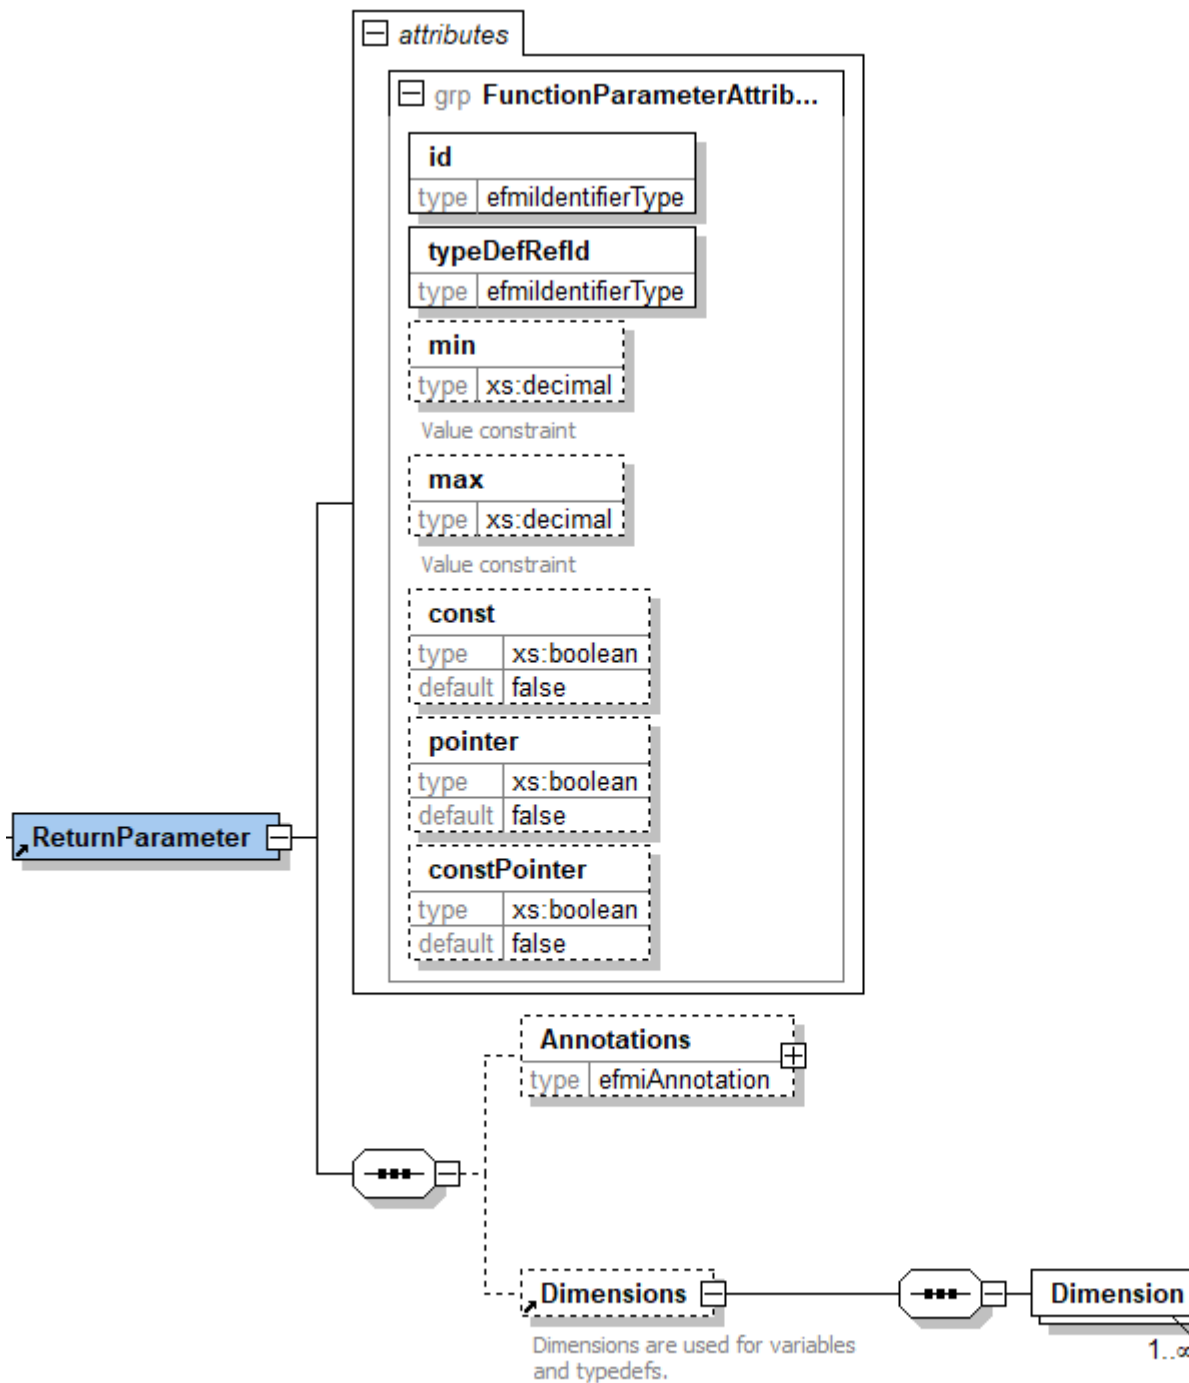 attributes
grp FunctionParameterAttrib...
id
type efmiIdentifierType
typeDefRefId
type efmiIdentifierType
min
type xs:decimal
Value constraint
max
type xs:decimal
Value constraint
const
type xs:boolean
default false
pointer
type xs:boolean
default false
ReturnParameter
constPointer
type xs:boolean
default false
Annotations
type efmiAnnotation
Dimensions
Dimension
1..∞
Dimensions are used for variables
and typedefs.